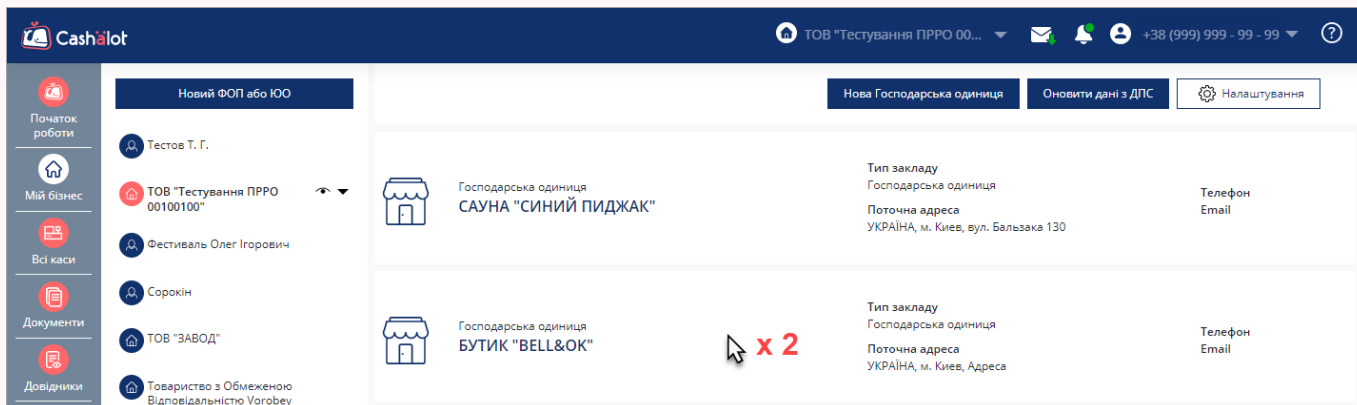 Cashalot
ТОВ "Тестування ПРРО 00...
+38 (999) 999 - 99 - 99
?
Початок
роботи
Мій бізнес
Всі каси
Документи
Довідники
Новий ФОП або ЮО
Тестов Т. Г.
ТОВ "Тестування ПРРО
00100100"
Фестиваль Олег Ігорович
Сорокін
ТОВ "ЗАВОД"
Товариство з Обмеженою
Відповідальністю Vorobey
Нова Господарська одиниця
Оновити дані з ДПС
Налаштування
Господарська одиниця
САУНА "СИНИЙ ПИДЖАК"
Тип закладу
Господарська одиниця
Поточна адреса
УКРАЇНА, м. Киев, вул. Бальзака 130
Телефон
Email
Господарська одиниця
БУТИК "BELL&OK"
x 2
Тип закладу
Господарська одиниця
Поточна адреса
УКРАЇНА, м. Киев, Адреса
Телефон
Email